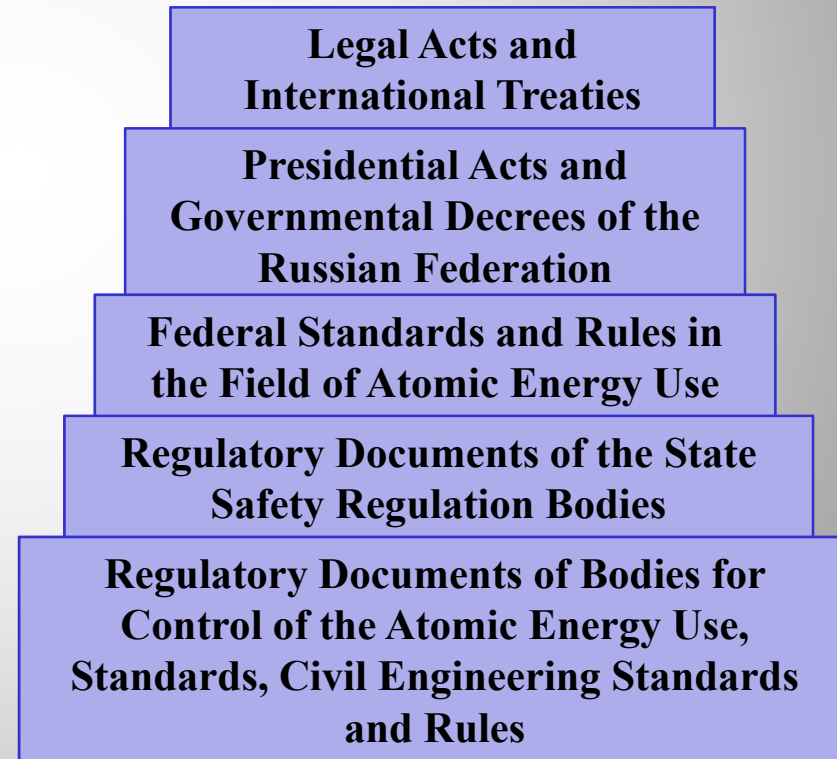 Legal Acts and
International Treaties
Presidential Acts and
Governmental Decrees of the
Russian Federation
Federal Standards and Rules in
the Field of Atomic Energy Use
Regulatory Documents of the State
Safety Regulation Bodies
Regulatory Documents of Bodies for
Control of the Atomic Energy Use,
Standards, Civil Engineering Standards
and Rules